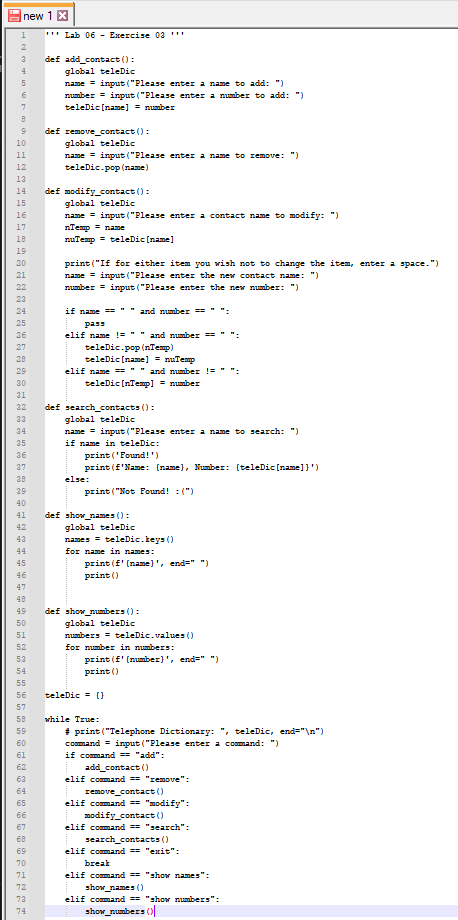 new 1
1 ''' Lab 06 - Exercise 03 '''
2
3 def add_contact():
4     global teleDic
5     name = input("Please enter a name to add: ")
6     number = input("Please enter a number to add: ")
7     teleDic[name] = number
8
9 def remove_contact():
10     global teleDic
11     name = input("Please enter a name to remove: ")
12     teleDic.pop(name)
13
14 def modify_contact():
15     global teleDic
16     name = input("Please enter a contact name to modify: ")
17     nTemp = name
18     nuTemp = teleDic[name]
19
20     print("If for either item you wish not to change the item, enter a space.")
21     name = input("Please enter the new contact name: ")
22     number = input("Please enter the new number: ")
23
24     if name == " " and number == " ":
25         pass
26     elif name != " " and number == " ":
27         teleDic.pop(nTemp)
28         teleDic[name] = nuTemp
29     elif name == " " and number != " ":
30         teleDic[nTemp] = number
31
32 def search_contacts():
33     global teleDic
34     name = input("Please enter a name to search: ")
35     if name in teleDic:
36         print('Found!')
37         print(f'Name: {name}, Number: {teleDic[name]}')
38     else:
39         print("Not Found! :(")
40
41 def show_names():
42     global teleDic
43     names = teleDic.keys()
44     for name in names:
45         print(f'{name}', end=" ")
46         print()
47
48
49 def show_numbers():
50     global teleDic
51     numbers = teleDic.values()
52     for number in numbers:
53         print(f'{number}', end=" ")
54         print()
55
56 teleDic = {}
57
58 while True:
59     # print("Telephone Dictionary: ", teleDic, end="\n")
60     command = input("Please enter a command: ")
61     if command == "add":
62         add_contact()
63     elif command == "remove":
64         remove_contact()
65     elif command == "modify":
66         modify_contact()
67     elif command == "search":
68         search_contacts()
69     elif command == "exit":
70         break
71     elif command == "show names":
72         show_names()
73     elif command == "show numbers":
74         show_numbers()